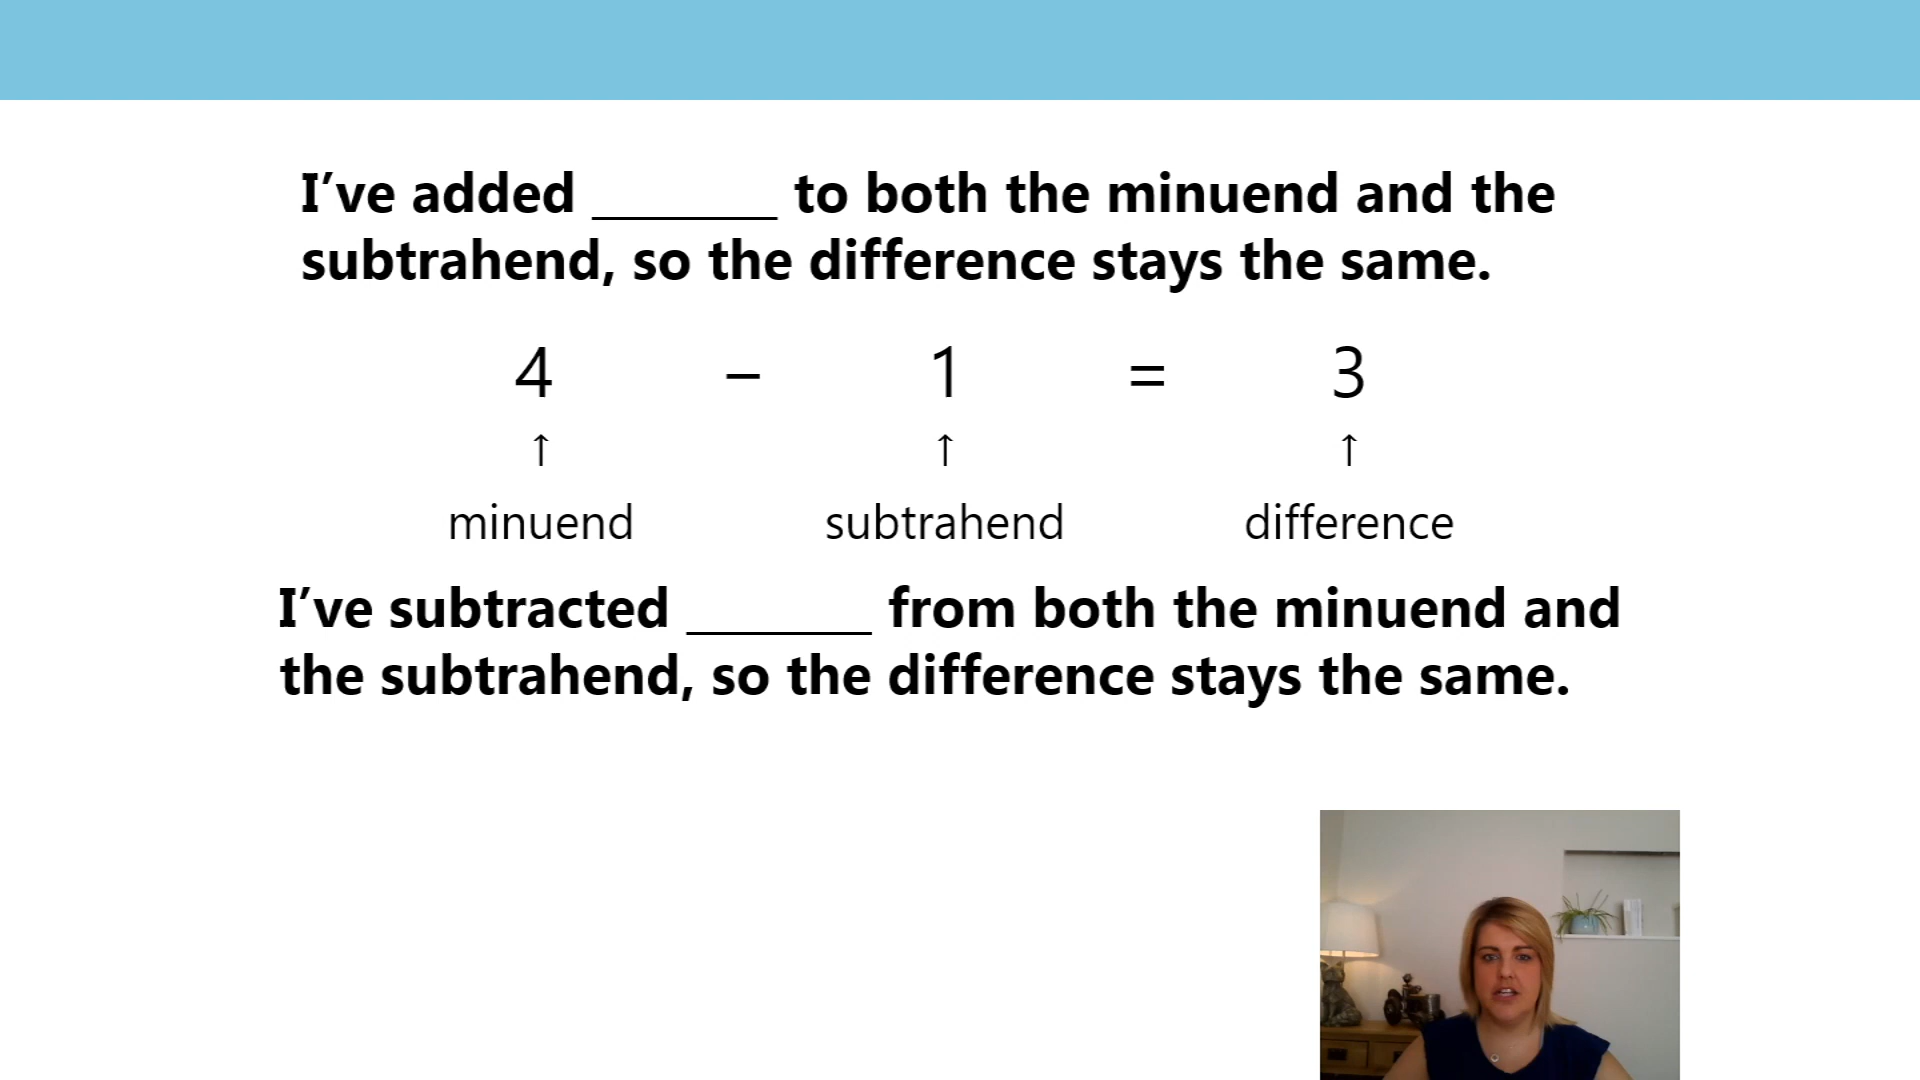 I’ve added _______ to both the minuend and the
subtrahend, so the difference stays the same.
4 – 1 = 3
↑ ↑ ↑
minuend subtrahend difference
I’ve subtracted _______ from both the minuend and
the subtrahend, so the difference stays the same.